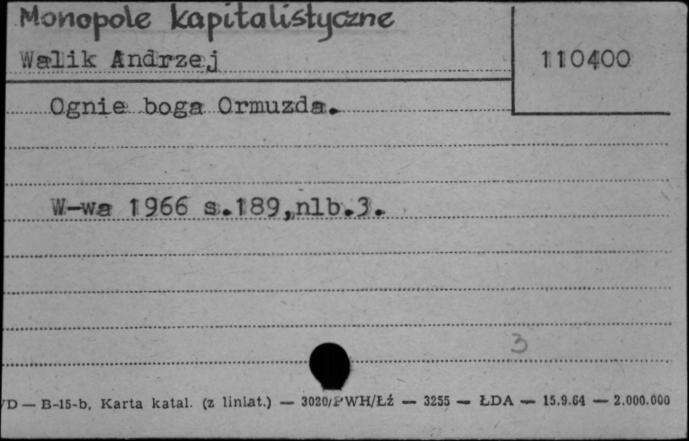 Monopole kapitalistyczne
Walik Andrzej
110400
Ognie boga Ormuzda.
W-wa 1966 s.189,nlb.3.
3
/D — B-15-b, Karta katal. (z liniat.) — 3020/PWH/Łź — 3255 — ŁDA — 15.9.64 — 2.000.000